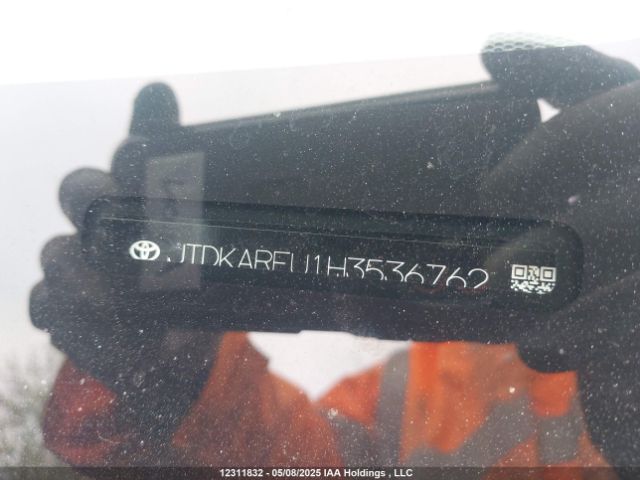 JTDKARFU1H3536762
12311832 - 05/08/2025 IAA Holdings , LLC